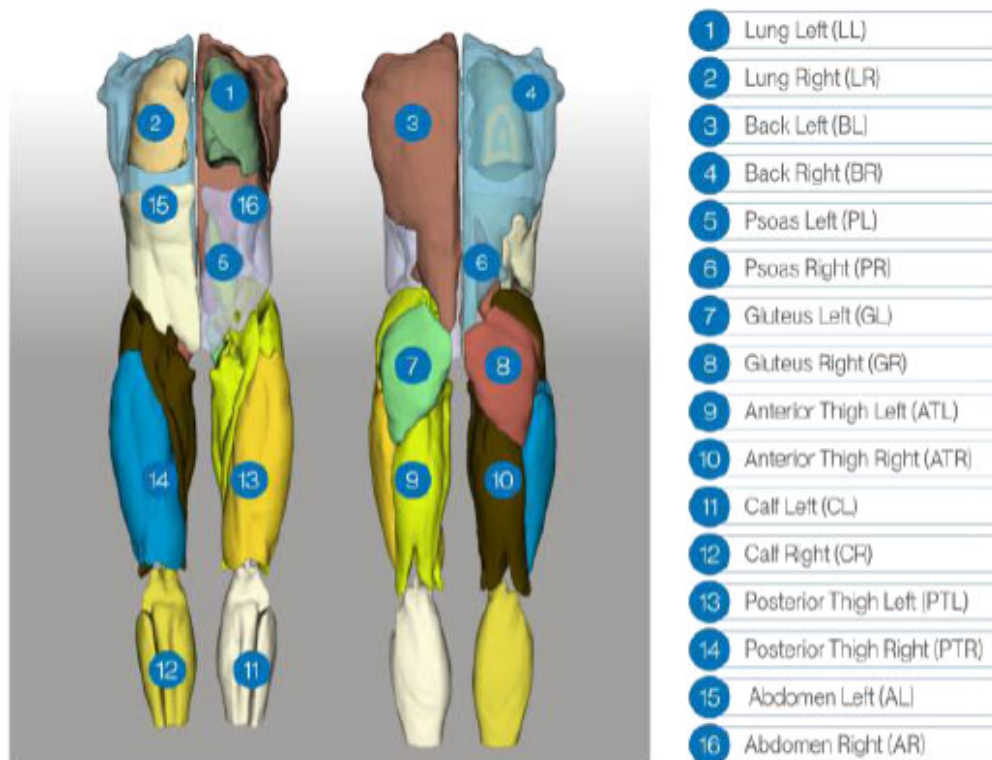 2
1
15
16
5
14
13
12
11
3
4
6
7
8
9
10
1 Lung Left (LL)
2 Lung Right (LR)
3 Back Left (BL)
4 Back Right (BR)
5 Psoas Left (PL)
6 Psoas Right (PR)
7 Gluteus Left (GL)
8 Gluteus Right (GR)
9 Anterior Thigh Left (ATL)
10 Anterior Thigh Right (ATR)
11 Calf Left (CL)
12 Calf Right (CR)
13 Posterior Thigh Left (PTL)
14 Posterior Thigh Right (PTR)
15 Abdomen Left (AL)
16 Abdomen Right (AR)